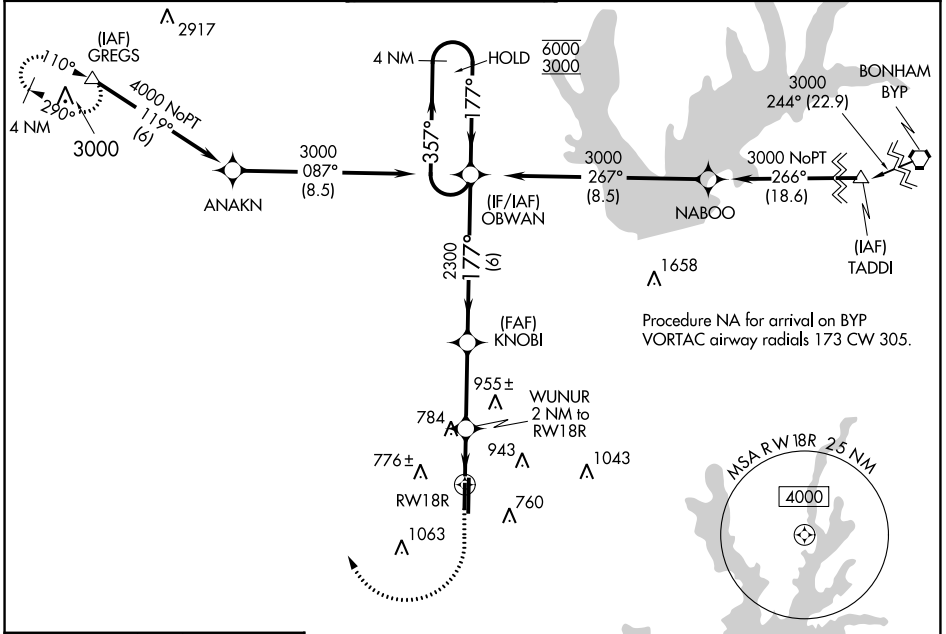 2917
(IAF)
GREGS
110°
290°
4 NM
3000
4000 NoPT
119°
(6)
ANAKN
3000
087°
(8.5)
4 NM
HOLD
6000
3000
357°
177°
(IF/IAF)
OBWAN
3000
267°
(8.5)
NABOO
3000 NoPT
266°
(18.6)
3000
244° (22.9)
BONHAM
BYP
(IAF)
TADDI
2300
177°
(6)
1658
Procedure NA for arrival on BYP
VORTAC airway radials 173 CW 305.
(FAF)
KNOBI
955±
784
WUNUR
2 NM to
RW18R
776±
943
1043
RW18R
760
1063
MSA RW 18R 25 NM
4000